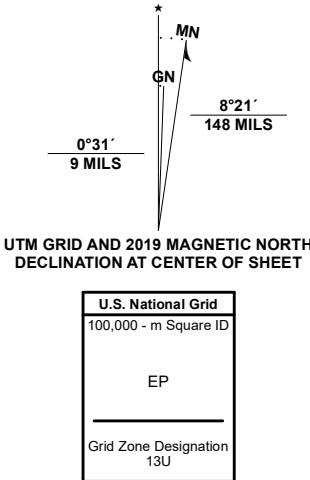 ★
MN
GN
8°21´
148 MILS
0°31´
9 MILS
UTM GRID AND 2019 MAGNETIC NORTH
DECLINATION AT CENTER OF SHEET
U.S. National Grid
100,000 - m Square ID
EP
Grid Zone Designation
13U